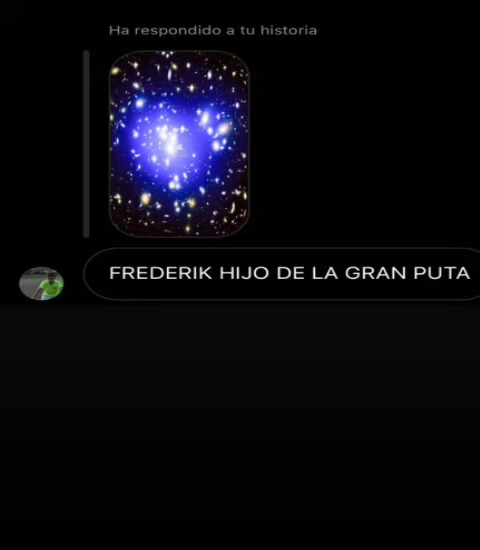 Ha respondido a tu historia
FREDERIK HIJO DE LA GRAN PUTA